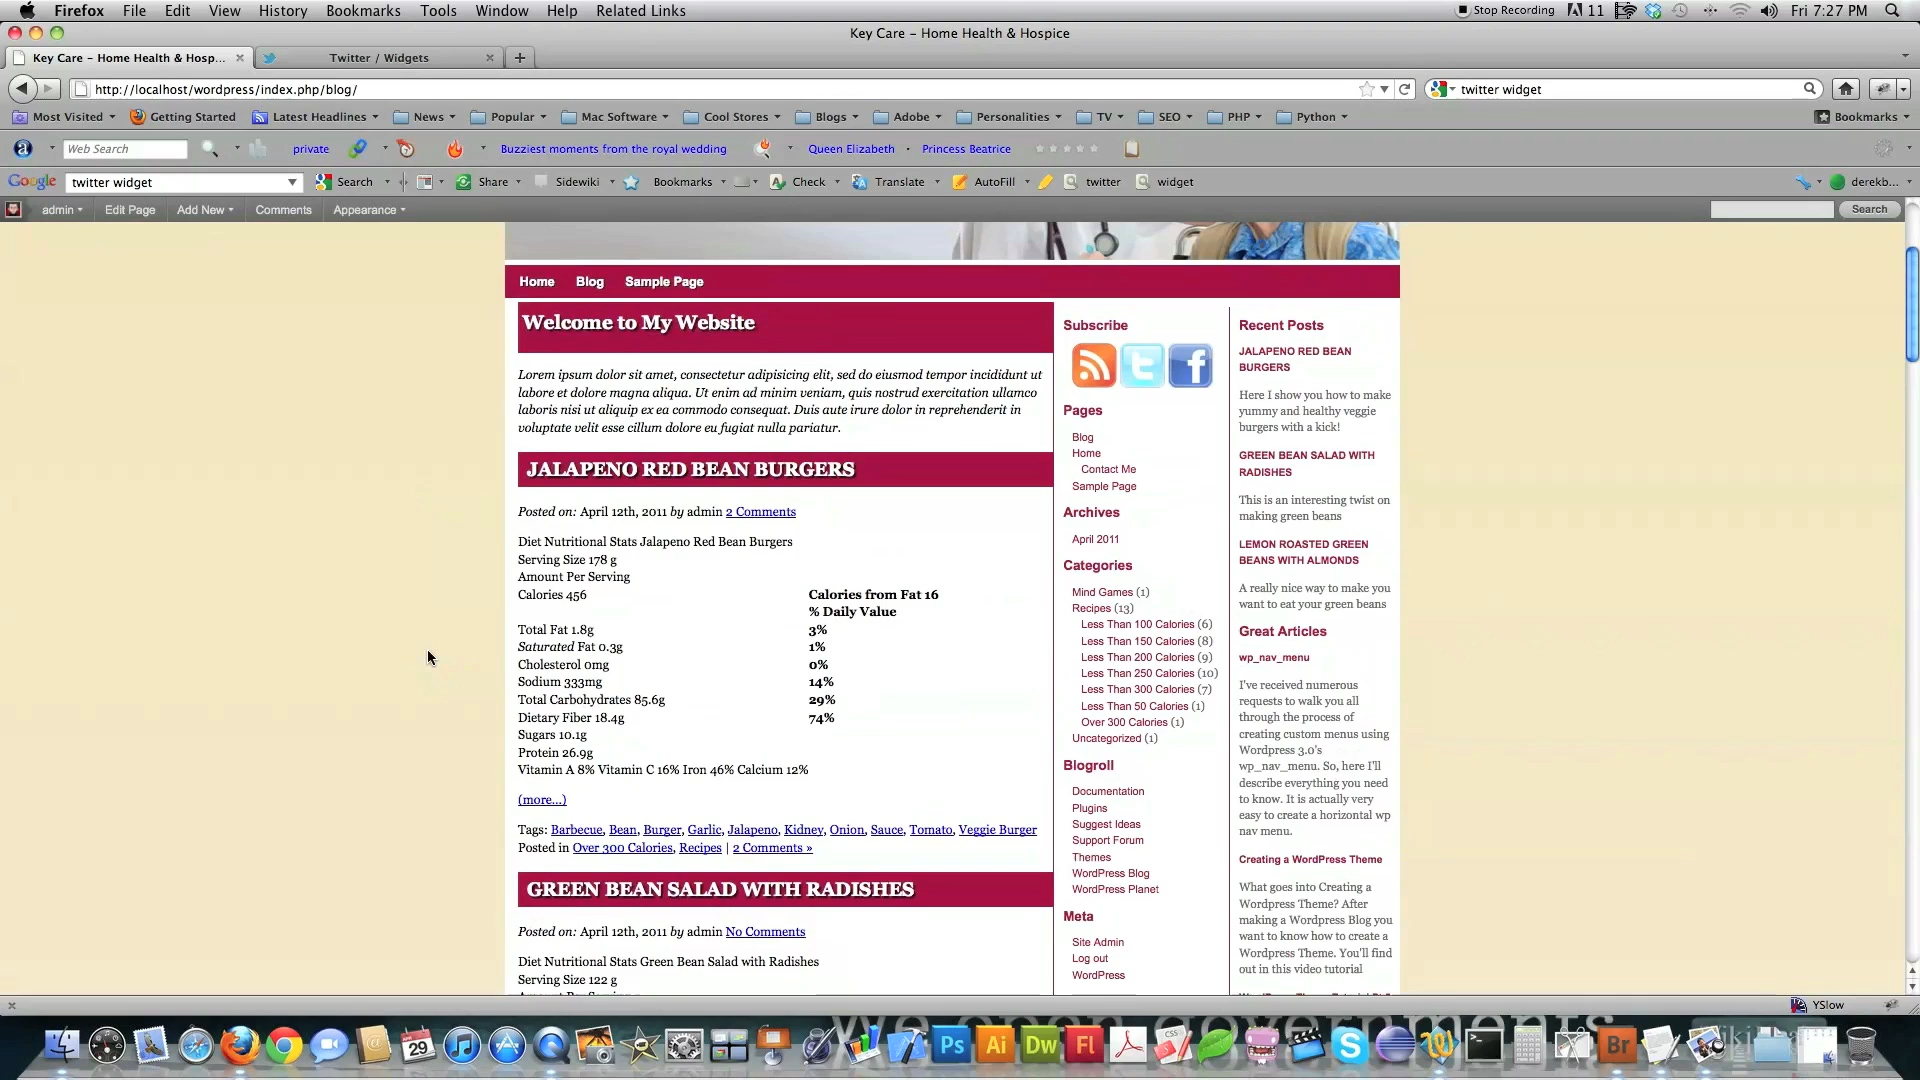 Firefox File Edit View History Bookmarks Tools Window Help Related Links
Stop Recording 11 Fri 7:27 PM
Key Care – Home Health & Hospice
Key Care – Home Health & Hosp...
Twitter / Widgets
http://localhost/wordpress/index.php/blog/
twitter widget
Most Visited Getting Started Latest Headlines News Popular Mac Software Cool Stores Blogs Adobe Personalities TV SEO PHP Python Bookmarks
Web Search private Buzziest moments from the royal wedding Queen Elizabeth · Princess Beatrice
Google twitter widget Search Share Sidewiki Bookmarks Check Translate AutoFill twitter widget derekb...
admin Edit Page Add New Comments Appearance Search
Home Blog Sample Page
Welcome to My Website
Lorem ipsum dolor sit amet, consectetur adipisicing elit, sed do eiusmod tempor incididunt ut
labore et dolore magna aliqua. Ut enim ad minim veniam, quis nostrud exercitation ullamco
laboris nisi ut aliquip ex ea commodo consequat. Duis aute irure dolor in reprehenderit in
voluptate velit esse cillum dolore eu fugiat nulla pariatur.
JALAPENO RED BEAN BURGERS
Posted on: April 12th, 2011 by admin 2 Comments
Diet Nutritional Stats Jalapeno Red Bean Burgers
Serving Size 178 g
Amount Per Serving
Calories 456 Calories from Fat 16
% Daily Value
Total Fat 1.8g 3%
Saturated Fat 0.3g 1%
Cholesterol 0mg 0%
Sodium 333mg 14%
Total Carbohydrates 85.6g 29%
Dietary Fiber 18.4g 74%
Sugars 10.1g
Protein 26.9g
Vitamin A 8% Vitamin C 16% Iron 46% Calcium 12%
(more...)
Tags: Barbecue, Bean, Burger, Garlic, Jalapeno, Kidney, Onion, Sauce, Tomato, Veggie Burger
Posted in Over 300 Calories, Recipes | 2 Comments »
GREEN BEAN SALAD WITH RADISHES
Posted on: April 12th, 2011 by admin No Comments
Diet Nutritional Stats Green Bean Salad with Radishes
Serving Size 122 g
Subscribe
Pages
Blog
Home
Contact Me
Sample Page
Archives
April 2011
Categories
Mind Games (1)
Recipes (13)
Less Than 100 Calories (6)
Less Than 150 Calories (8)
Less Than 200 Calories (9)
Less Than 250 Calories (10)
Less Than 300 Calories (7)
Less Than 50 Calories (1)
Over 300 Calories (1)
Uncategorized (1)
Blogroll
Documentation
Plugins
Suggest Ideas
Support Forum
Themes
WordPress Blog
WordPress Planet
Meta
Site Admin
Log out
WordPress
Recent Posts
JALAPENO RED BEAN
BURGERS
Here I show you how to make
yummy and healthy veggie
burgers with a kick!
GREEN BEAN SALAD WITH
RADISHES
This is an interesting twist on
making green beans
LEMON ROASTED GREEN
BEANS WITH ALMONDS
A really nice way to make you
want to eat your green beans
Great Articles
wp_nav_menu
I've received numerous
requests to walk you all
through the process of
creating custom menus using
Wordpress 3.0's
wp_nav_menu. So, here I'll
describe everything you need
to know. It is actually very
easy to create a horizontal wp
nav menu.
Creating a WordPress Theme
What goes into Creating a
Wordpress Theme? After
making a Wordpress Blog you
want to know how to create a
Wordpress Theme. You'll find
out in this video tutorial
YSlow
29 Ps Ai Dw Fl CSS Br